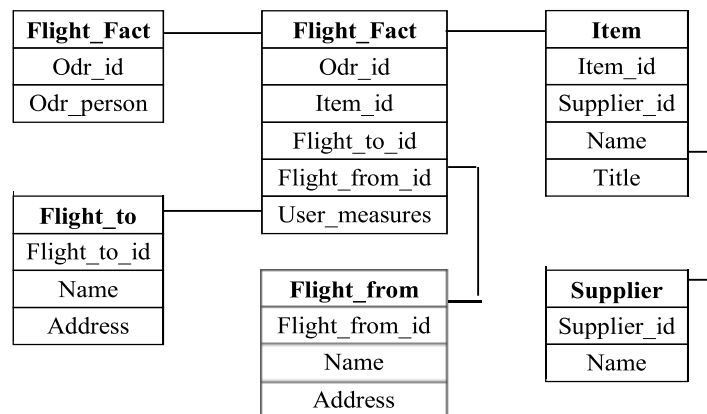 Flight_Fact
Odr_id
Odr_person
Flight_Fact
Odr_id
Item_id
Flight_to_id
Flight_from_id
User_measures
Item
Item_id
Supplier_id
Name
Title
Flight_to
Flight_to_id
Name
Address
Flight_from
Flight_from_id
Name
Address
Supplier
Supplier_id
Name